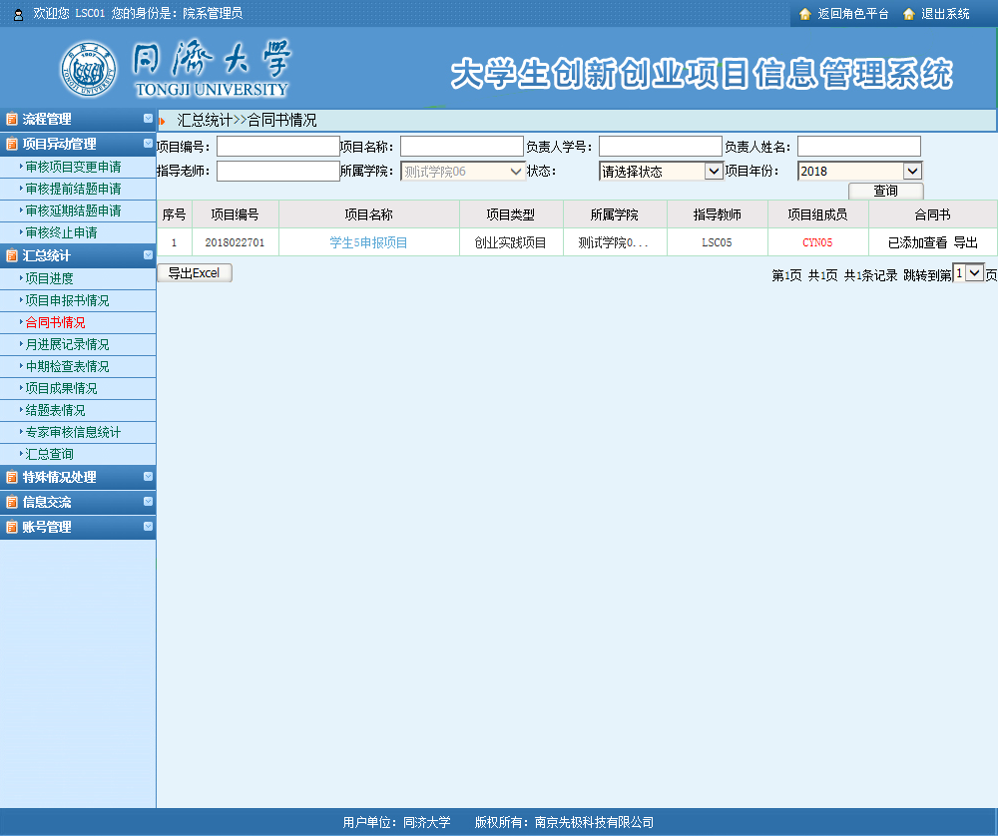 欢迎您 LSC01 您的身份是：院系管理员
返回角色平台 退出系统
同濟大学
TONGJI UNIVERSITY
大学生创新创业项目信息管理系统
流程管理
项目异动管理
审核项目变更申请
审核提前结题申请
审核延期结题申请
审核终止申请
汇总统计
项目进度
项目申报书情况
合同书情况
月进展记录情况
中期检查表情况
项目成果情况
结题表情况
专家审核信息统计
汇总查询
特殊情况处理
信息交流
账号管理
汇总统计>>合同书情况
项目编号： 项目名称： 负责人学号： 负责人姓名：
指导老师： 所属学院： 测试学院06 状态： 请选择状态 项目年份： 2018
查询
序号 项目编号 项目名称 项目类型 所属学院 指导教师 项目组成员 合同书
1 2018022701 学生5申报项目 创业实践项目 测试学院0... LSC05 CYN05 已添加查看 导出
导出Excel 第1页 共1页 共1条记录 跳转到第 1 页
用户单位：同济大学 版权所有：南京先极科技有限公司